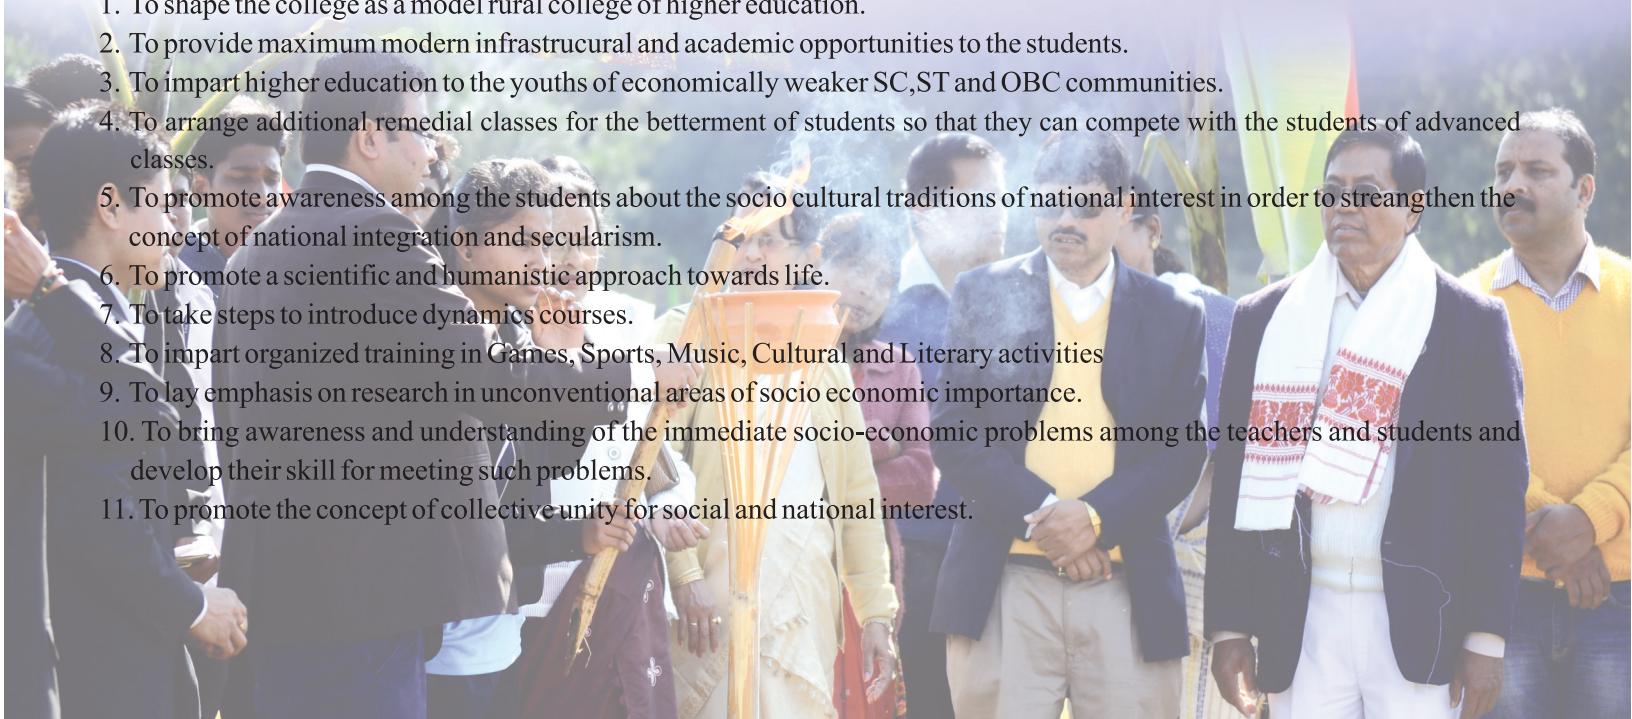 1. To shape the college as a model rural college of higher education.
2. To provide maximum modern infrastrucural and academic opportunities to the students.
3. To impart higher education to the youths of economically weaker SC,ST and OBC communities.
4. To arrange additional remedial classes for the betterment of students so that they can compete with the students of advanced
classes.
5. To promote awareness among the students about the socio cultural traditions of national interest in order to streangthen the
concept of national integration and secularism.
6. To promote a scientific and humanistic approach towards life.
7. To take steps to introduce dynamics courses.
8. To impart organized training in Games, Sports, Music, Cultural and Literary activities
9. To lay emphasis on research in unconventional areas of socio economic importance.
10. To bring awareness and understanding of the immediate socio-economic problems among the teachers and students and
develop their skill for meeting such problems.
11. To promote the concept of collective unity for social and national interest.